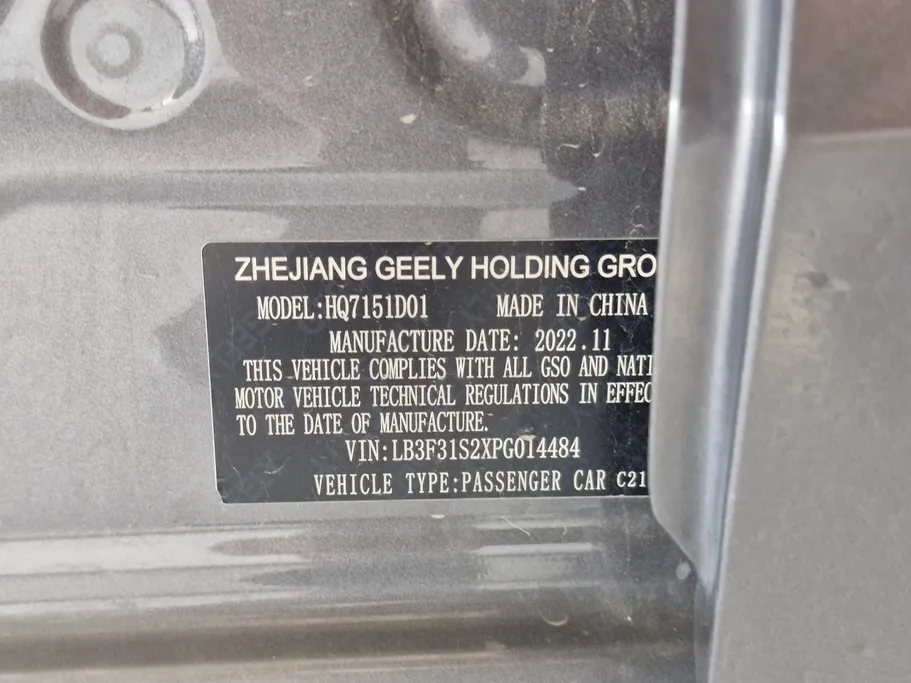 ZHEJIANG GEELY HOLDING GRO
MODEL:HQ7151D01 MADE IN CHINA
MANUFACTURE DATE: 2022.11
THIS VEHICLE COMPLIES WITH ALL GSO AND NATI
MOTOR VEHICLE TECHNICAL REGULATIONS IN EFFEC
TO THE DATE OF MANUFACTURE.
VIN:LB3F31S2XPG014484
VEHICLE TYPE:PASSENGER CAR C21